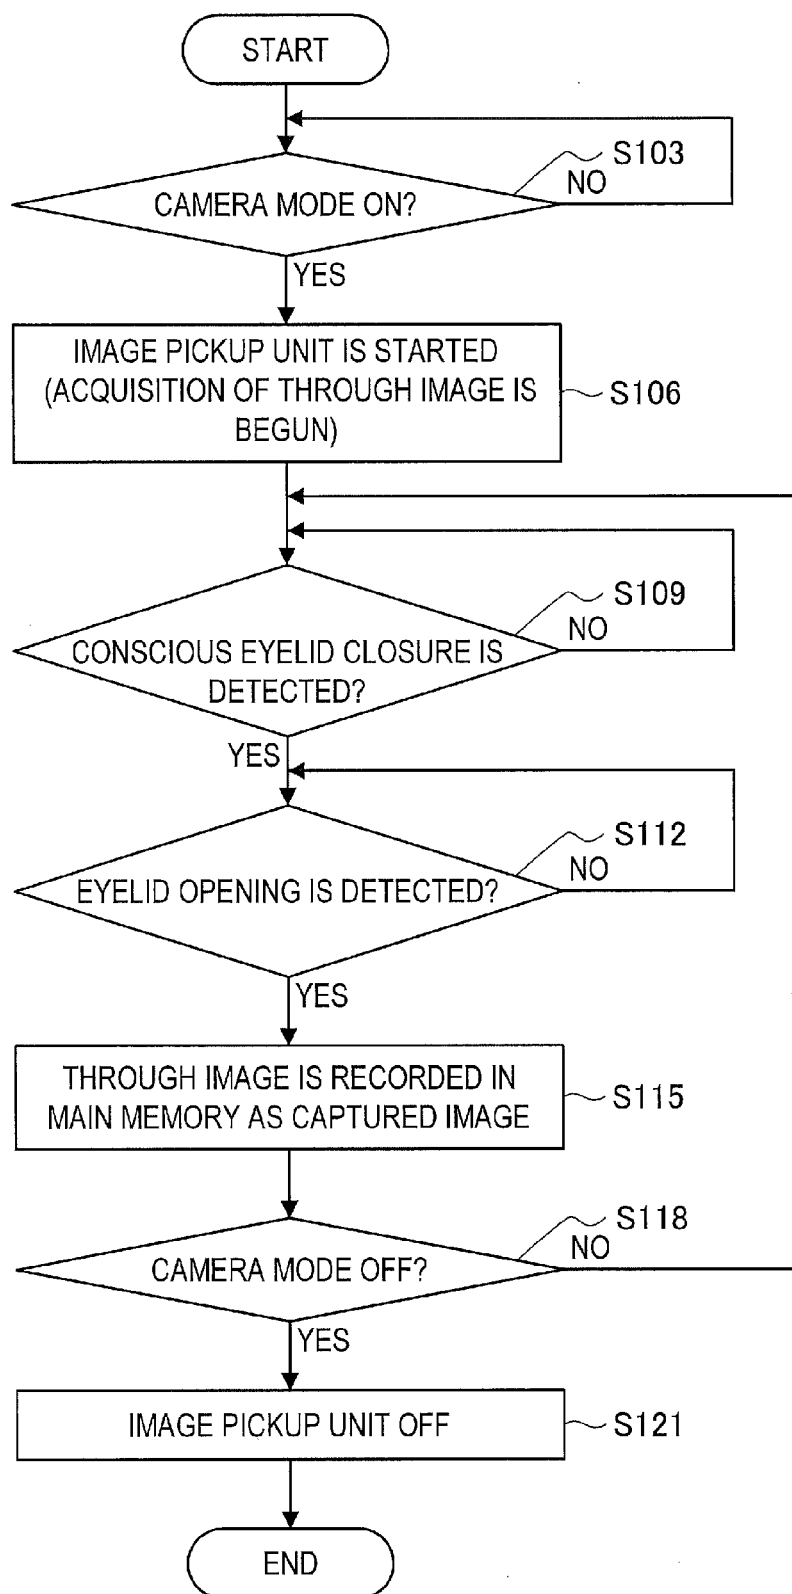 START
S103
NO
CAMERA MODE ON?
YES
IMAGE PICKUP UNIT IS STARTED
(ACQUISITION OF THROUGH IMAGE IS
BEGUN)
S106
S109
NO
CONSCIOUS EYELID CLOSURE IS
DETECTED?
YES
S112
NO
EYELID OPENING IS DETECTED?
YES
THROUGH IMAGE IS RECORDED IN
MAIN MEMORY AS CAPTURED IMAGE
S115
S118
NO
CAMERA MODE OFF?
YES
IMAGE PICKUP UNIT OFF
S121
END